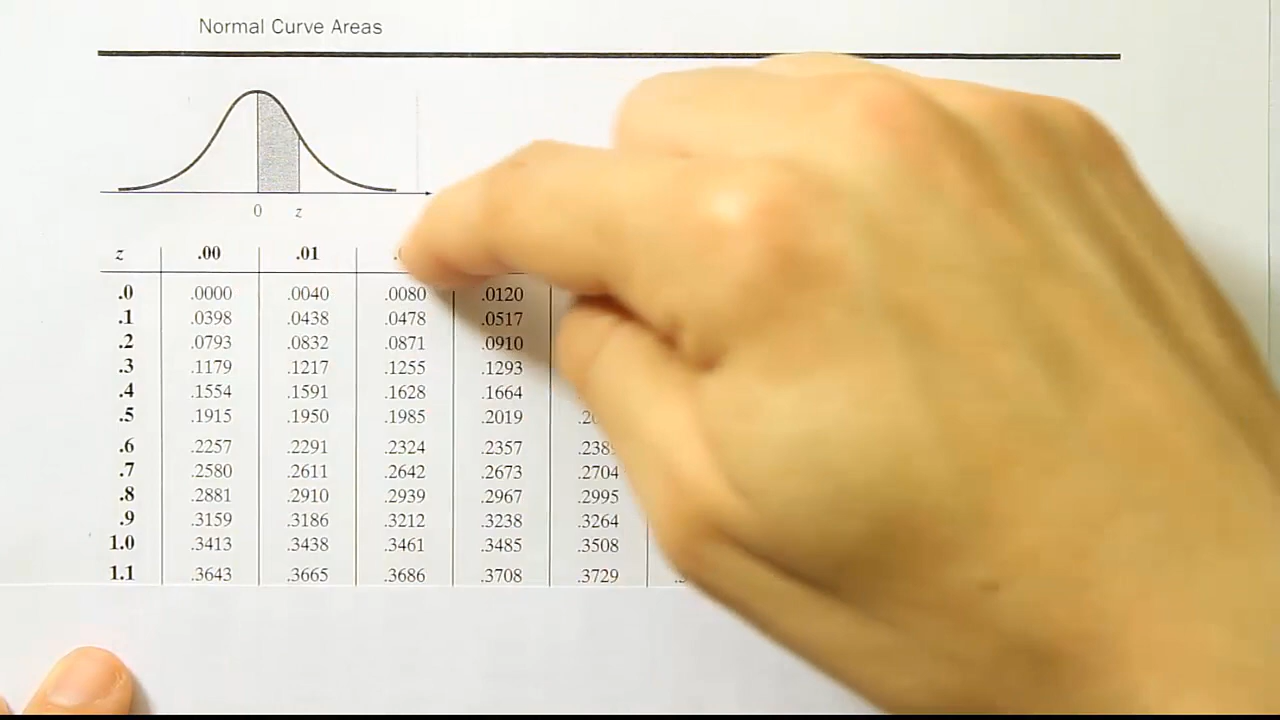 Normal Curve Areas
0 z
z .00 .01
.0 .0000 .0040 .0080 .0120
.1 .0398 .0438 .0478 .0517
.2 .0793 .0832 .0871 .0910
.3 .1179 .1217 .1255 .1293
.4 .1554 .1591 .1628 .1664
.5 .1915 .1950 .1985 .2019
.6 .2257 .2291 .2324 .2357
.7 .2580 .2611 .2642 .2673 .2704
.8 .2881 .2910 .2939 .2967 .2995
.9 .3159 .3186 .3212 .3238 .3264
1.0 .3413 .3438 .3461 .3485 .3508
1.1 .3643 .3665 .3686 .3708 .3729